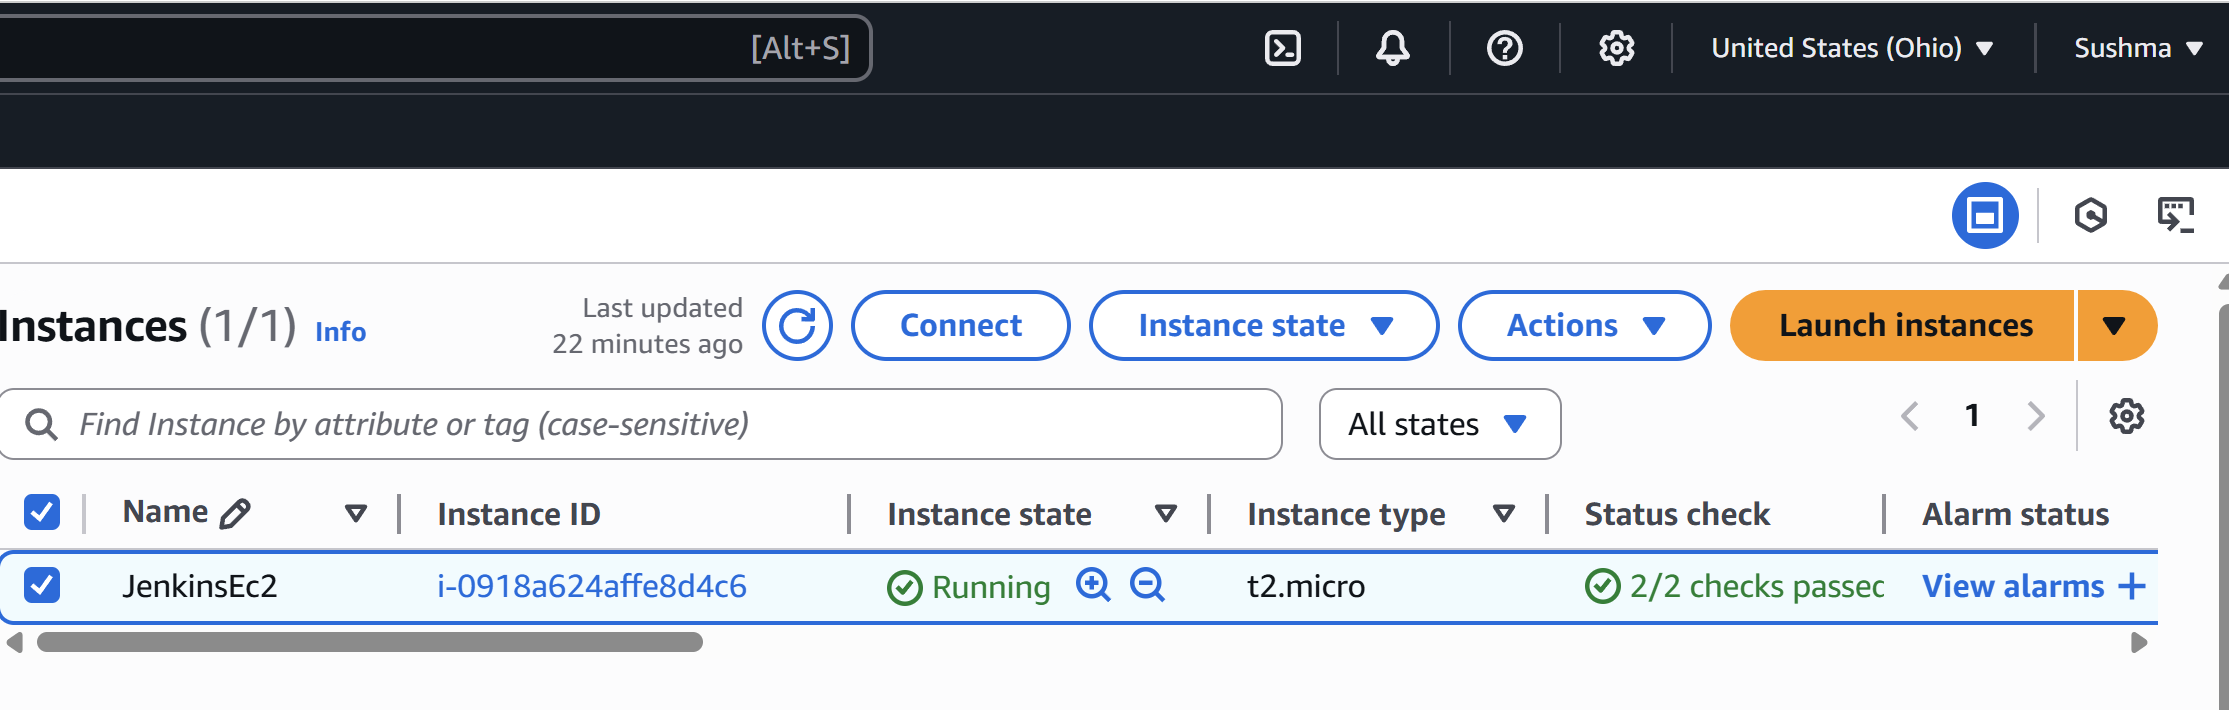 [Alt+S]
United States (Ohio)
Sushma
Instances (1/1) Info
Last updated
22 minutes ago
Connect
Instance state
Actions
Launch instances
Find Instance by attribute or tag (case-sensitive)
All states
1
Name
Instance ID
Instance state
Instance type
Status check
Alarm status
JenkinsEc2
i-0918a624affe8d4c6
Running
t2.micro
2/2 checks passed
View alarms +